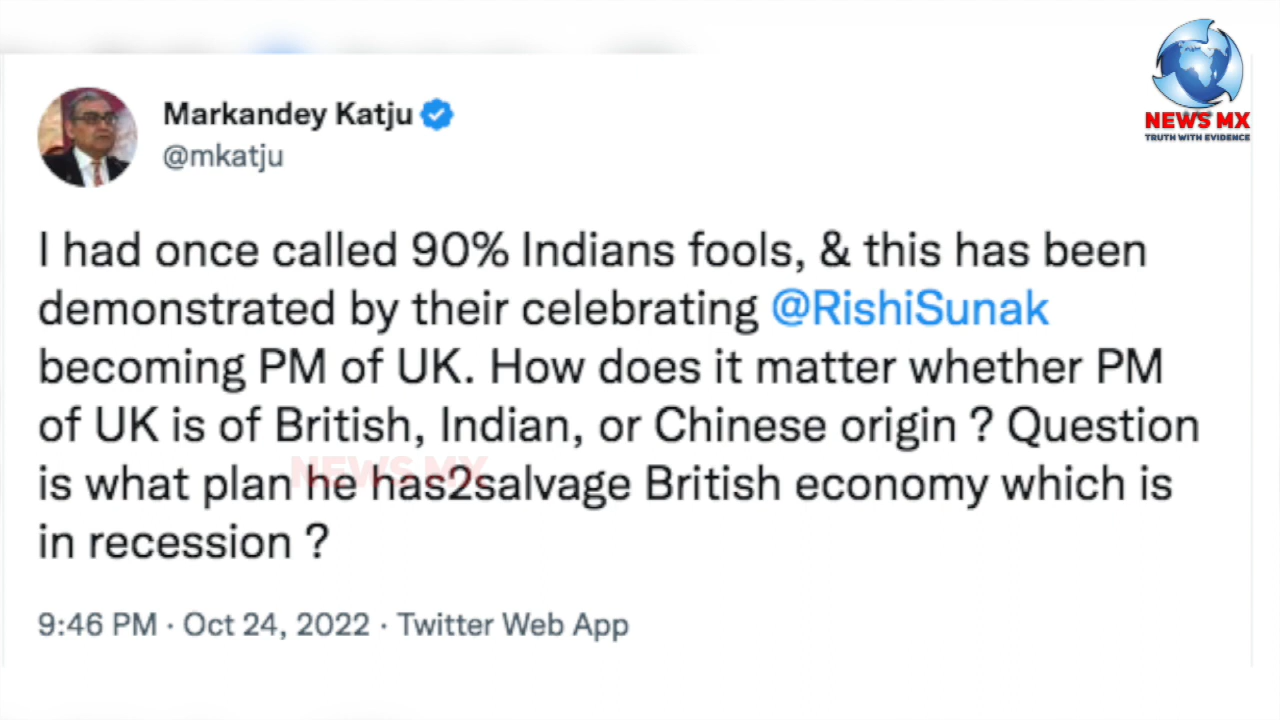 NEWS MX
TRUTH WITH EVIDENCE
Markandey Katju
@mkatju
I had once called 90% Indians fools, & this has been
demonstrated by their celebrating @RishiSunak
becoming PM of UK. How does it matter whether PM
of UK is of British, Indian, or Chinese origin ? Question
is what plan he has2salvage British economy which is
in recession ?
NEWS MX
9:46 PM · Oct 24, 2022 · Twitter Web App